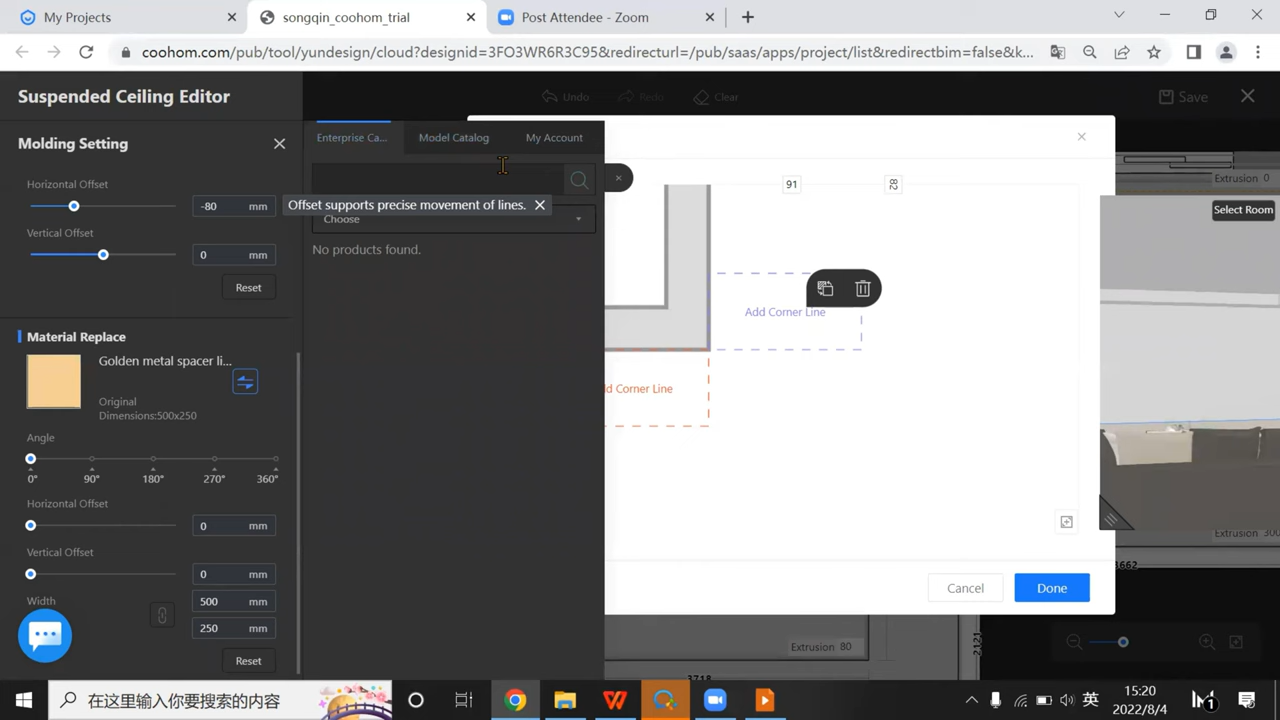 My Projects
songqin_coohom_trial
Post Attendee - Zoom
coohom.com/pub/tool/yundesign/cloud?designid=3FO3WR6R3C95&redirecturl=/pub/saas/apps/project/list&redirectbim=false&k...
Suspended Ceiling Editor
Undo
Redo
Clear
Save
Molding Setting
Enterprise Ca...
Model Catalog
My Account
Horizontal Offset
-80 mm
Offset supports precise movement of lines.
Choose
No products found.
Vertical Offset
0 mm
Reset
91
82
Extrusion 0
Select Room
Add Corner Line
dd Corner Line
Material Replace
Golden metal spacer li...
Original
Dimensions:500x250
Angle
0° 90° 180° 270° 360°
Horizontal Offset
0 mm
Vertical Offset
0 mm
Width
500 mm
250 mm
Reset
Extrusion 300
3662
Cancel
Done
Extrusion 80
2121
3718
在这里输入你要搜索的内容
英
15:20
2022/8/4
1